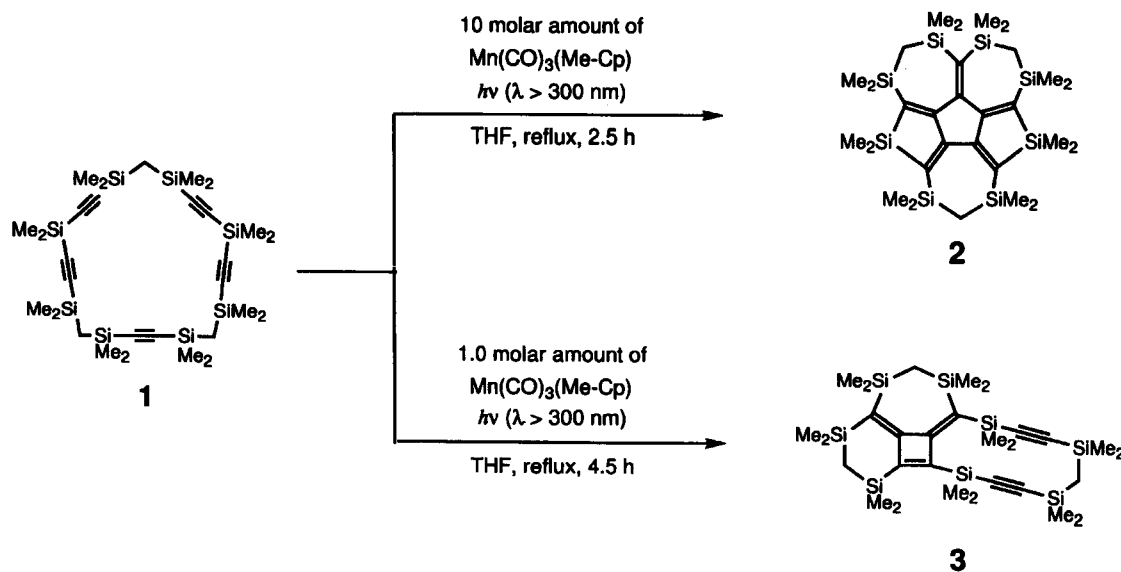 10 molar amount of
Mn(CO)₃(Me-Cp)
hν (λ > 300 nm)
THF, reflux, 2.5 h
Me₂Si SiMe₂
Me₂Si SiMe₂
Me₂Si SiMe₂
Si Si
Me₂ Me₂
1
Me₂ Me₂
Si Si
Me₂Si SiMe₂
Me₂Si SiMe₂
Me₂Si SiMe₂
2
1.0 molar amount of
Mn(CO)₃(Me-Cp)
hν (λ > 300 nm)
THF, reflux, 4.5 h
Me₂Si SiMe₂
Si
Me₂Si Me₂ SiMe₂
Si Si
Me₂ Me₂ Si
Me₂
3